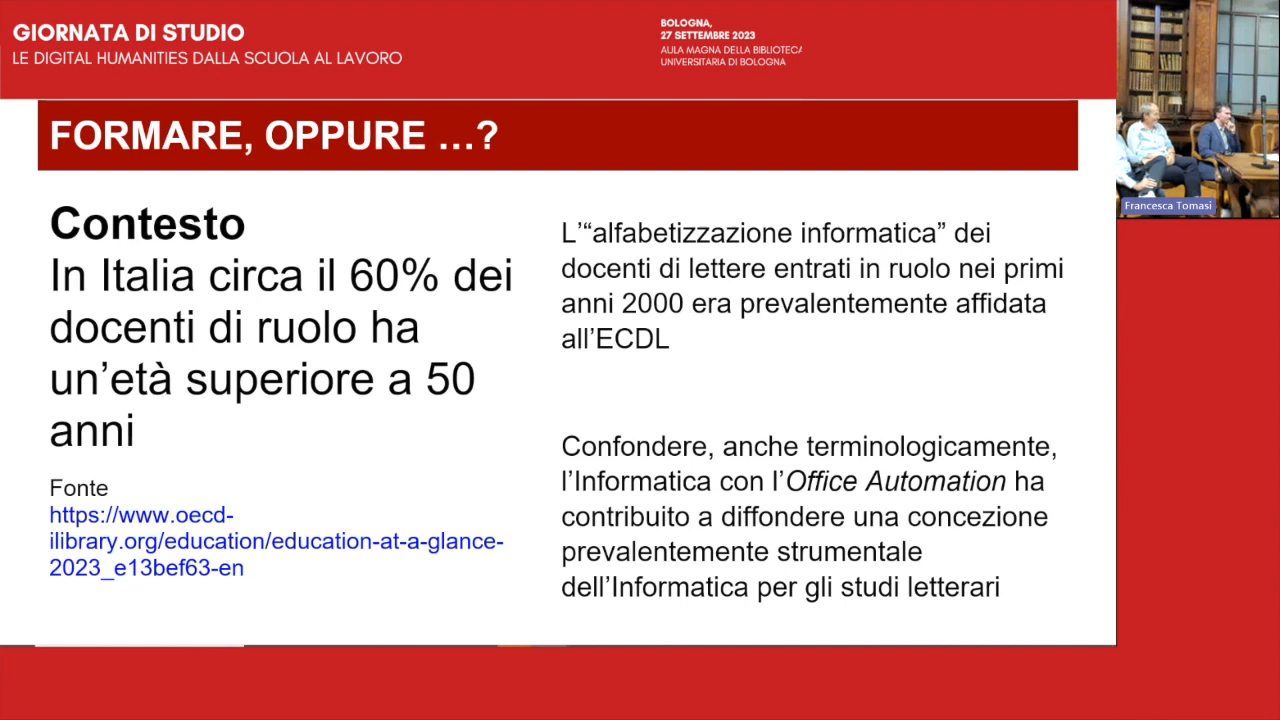 GIORNATA DI STUDIO
LE DIGITAL HUMANITIES DALLA SCUOLA AL LAVORO
BOLOGNA,
27 SETTEMBRE 2023
AULA MAGNA DELLA BIBLIOTECA
UNIVERSITARIA DI BOLOGNA
FORMARE, OPPURE ...?
Contesto
In Italia circa il 60% dei
docenti di ruolo ha
un’età superiore a 50
anni
Fonte
https://www.oecd-
ilibrary.org/education/education-at-a-glance-
2023_e13bef63-en
L’“alfabetizzazione informatica” dei
docenti di lettere entrati in ruolo nei primi
anni 2000 era prevalentemente affidata
all’ECDL
Confondere, anche terminologicamente,
l’Informatica con l’Office Automation ha
contribuito a diffondere una concezione
prevalentemente strumentale
dell’Informatica per gli studi letterari
Francesca Tomasi